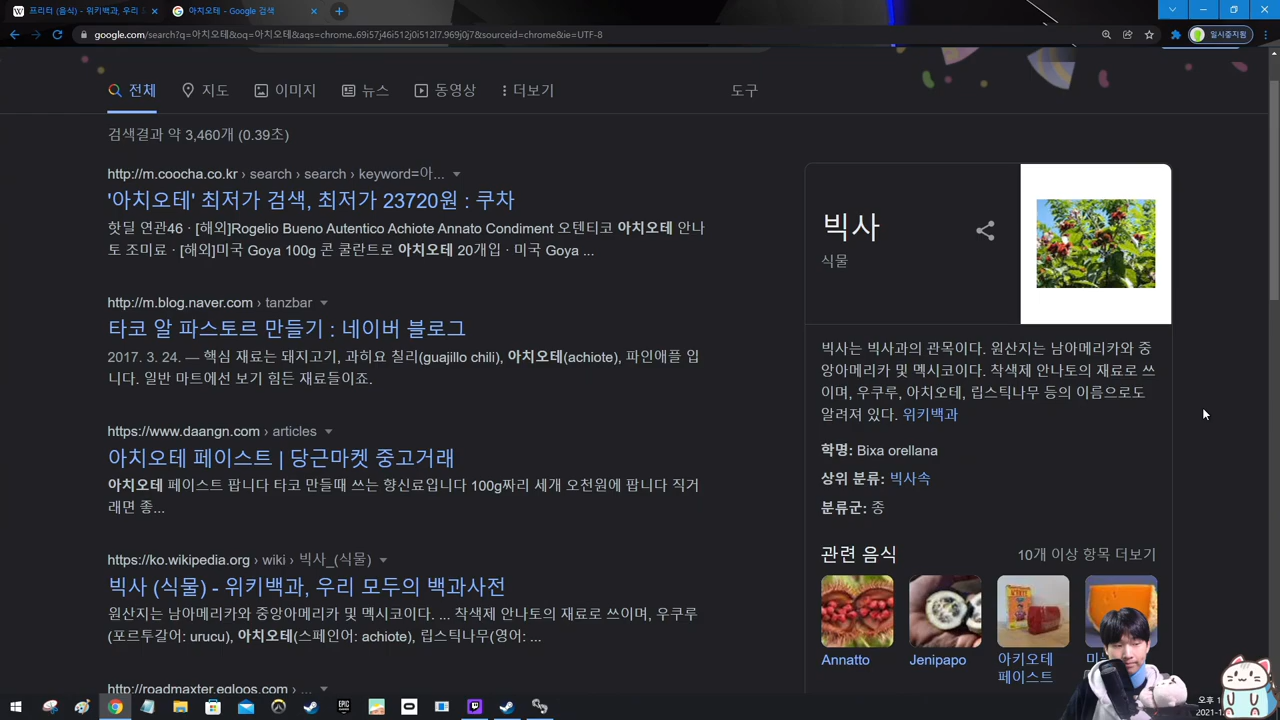 프리터 (음식) - 위키백과, 우리
아치오테 - Google 검색
google.com/search?q=아치오테&oq=아치오테&aqs=chrome..69i57j46i512j0i512l7.969j0j7&sourceid=chrome&ie=UTF-8
일시중지됨
전체
지도
이미지
뉴스
동영상
더보기
도구
검색결과 약 3,460개 (0.39초)
http://m.coocha.co.kr › search › search › keyword=아...
'아치오테' 최저가 검색, 최저가 23720원 : 쿠차
핫딜 연관46 · [해외]Rogelio Bueno Autentico Achiote Annato Condiment 오텐티코 아치오테 안나
토 조미료 · [해외]미국 Goya 100g 콘 쿨란트로 아치오테 20개입 · 미국 Goya ...
http://m.blog.naver.com › tanzbar
타코 알 파스토르 만들기 : 네이버 블로그
2017. 3. 24. — 핵심 재료는 돼지고기, 과히요 칠리(guajillo chili), 아치오테(achiote), 파인애플 입
니다. 일반 마트에선 보기 힘든 재료들이죠.
https://www.daangn.com › articles
아치오테 페이스트 | 당근마켓 중고거래
아치오테 페이스트 팝니다 타코 만들때 쓰는 향신료입니다 100g짜리 세개 오천원에 팝니다 직거
래면 좋...
https://ko.wikipedia.org › wiki › 빅사_(식물)
빅사 (식물) - 위키백과, 우리 모두의 백과사전
원산지는 남아메리카와 중앙아메리카 및 멕시코이다. ... 착색제 안나토의 재료로 쓰이며, 우쿠루
(포르투갈어: urucu), 아치오테(스페인어: achiote), 립스틱나무(영어: ...
http://roadmaxter.egloos.com › ...
빅사
식물
빅사는 빅사과의 관목이다. 원산지는 남아메리카와 중
앙아메리카 및 멕시코이다. 착색제 안나토의 재료로 쓰
이며, 우쿠루, 아치오테, 립스틱나무 등의 이름으로도
알려져 있다. 위키백과
학명: Bixa orellana
상위 분류: 빅사속
분류군: 종
관련 음식
10개 이상 항목 더보기
Annatto
Jenipapo
아키오테
페이스트
오후
2021-1